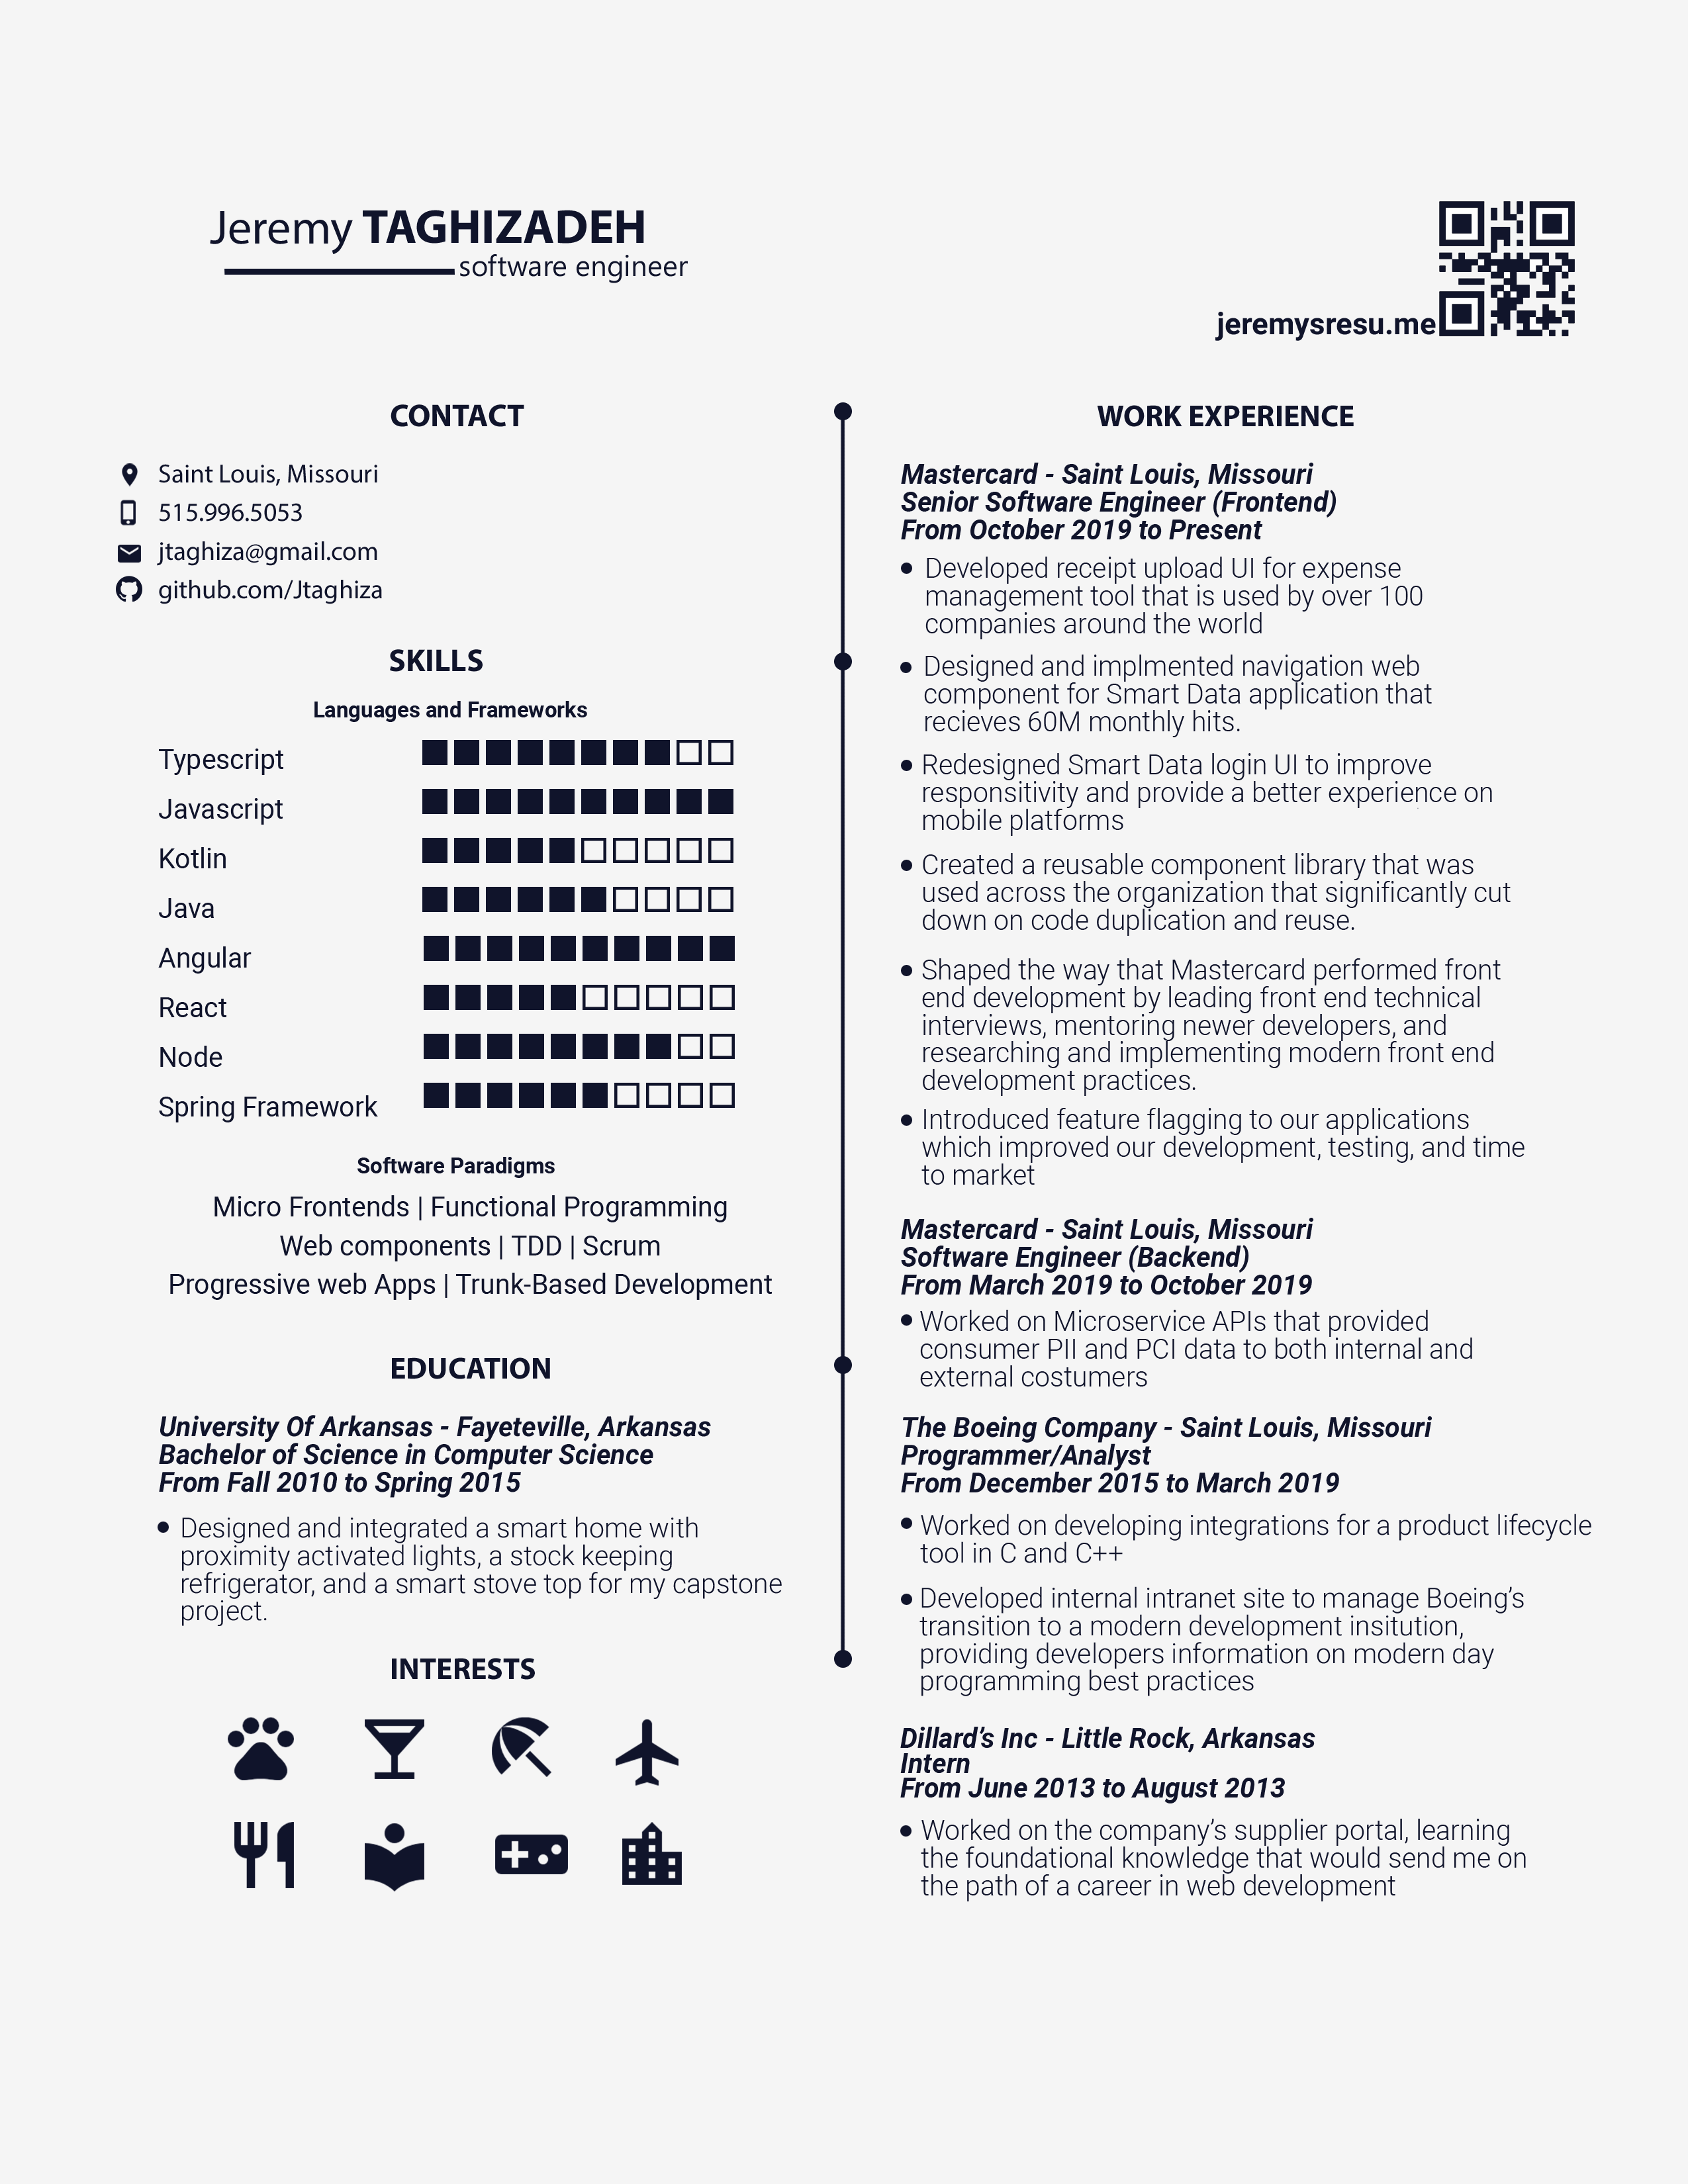 Jeremy TAGHIZADEH
software engineer
jeremysresu.me
CONTACT
Saint Louis, Missouri
515.996.5053
jtaghiza@gmail.com
github.com/Jtaghiza
SKILLS
Languages and Frameworks
Typescript
Javascript
Kotlin
Java
Angular
React
Node
Spring Framework
Software Paradigms
Micro Frontends | Functional Programming
Web components | TDD | Scrum
Progressive web Apps | Trunk-Based Development
EDUCATION
University Of Arkansas - Fayeteville, Arkansas
Bachelor of Science in Computer Science
From Fall 2010 to Spring 2015
Designed and integrated a smart home with
proximity activated lights, a stock keeping
refrigerator, and a smart stove top for my capstone
project.
INTERESTS
WORK EXPERIENCE
Mastercard - Saint Louis, Missouri
Senior Software Engineer (Frontend)
From October 2019 to Present
Developed receipt upload UI for expense
management tool that is used by over 100
companies around the world
Designed and implmented navigation web
component for Smart Data application that
recieves 60M monthly hits.
Redesigned Smart Data login UI to improve
responsitivity and provide a better experience on
mobile platforms
Created a reusable component library that was
used across the organization that significantly cut
down on code duplication and reuse.
Shaped the way that Mastercard performed front
end development by leading front end technical
interviews, mentoring newer developers, and
researching and implementing modern front end
development practices.
Introduced feature flagging to our applications
which improved our development, testing, and time
to market
Mastercard - Saint Louis, Missouri
Software Engineer (Backend)
From March 2019 to October 2019
Worked on Microservice APIs that provided
consumer PII and PCI data to both internal and
external costumers
The Boeing Company - Saint Louis, Missouri
Programmer/Analyst
From December 2015 to March 2019
Worked on developing integrations for a product lifecycle
tool in C and C++
Developed internal intranet site to manage Boeing’s
transition to a modern development insitution,
providing developers information on modern day
programming best practices
Dillard’s Inc - Little Rock, Arkansas
Intern
From June 2013 to August 2013
Worked on the company’s supplier portal, learning
the foundational knowledge that would send me on
the path of a career in web development